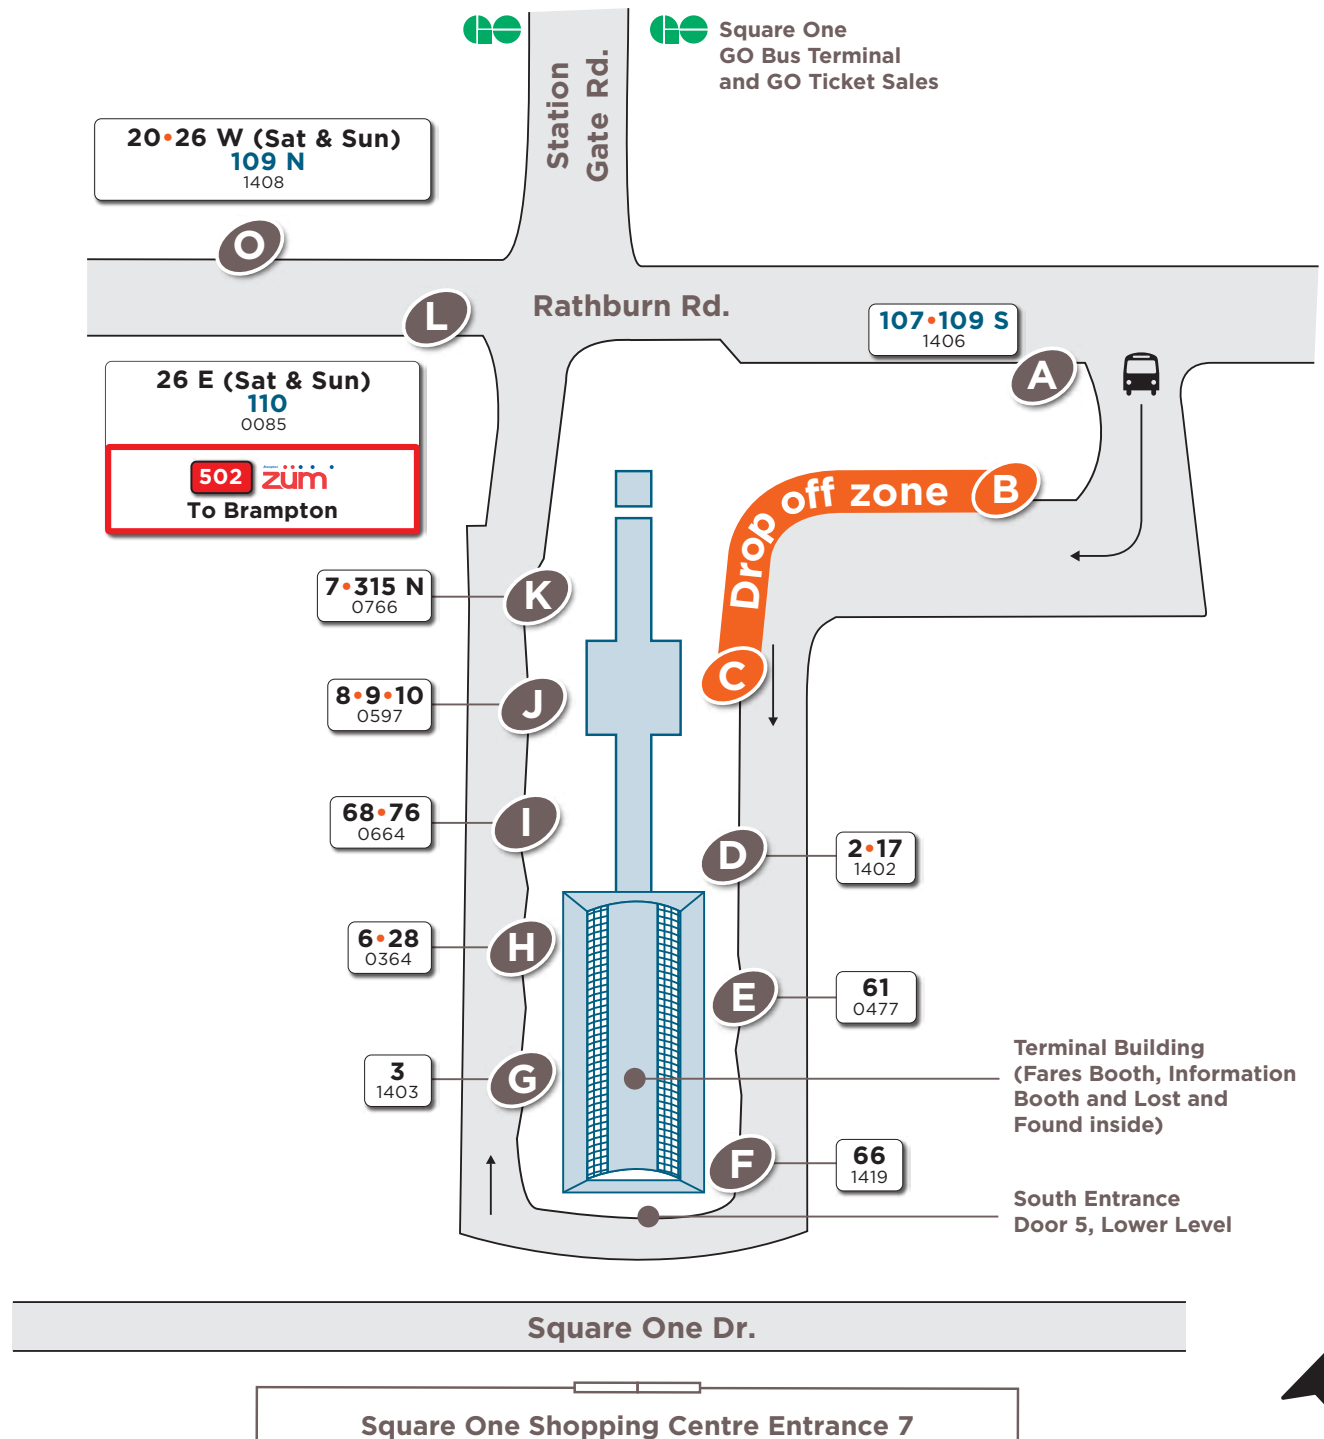 GO
GO
Square One
GO Bus Terminal
and GO Ticket Sales
Station
Gate Rd.
20•26 W (Sat & Sun)
109 N
1408
O
L
Rathburn Rd.
107•109 S
1406
A
26 E (Sat & Sun)
110
0085
502 züm
To Brampton
Drop off zone
B
C
7•315 N
0766
K
8•9•10
0597
J
68•76
0664
I
D
2•17
1402
6•28
0364
H
E
61
0477
3
1403
G
Terminal Building
(Fares Booth, Information
Booth and Lost and
Found inside)
F
66
1419
South Entrance
Door 5, Lower Level
Square One Dr.
Square One Shopping Centre Entrance 7